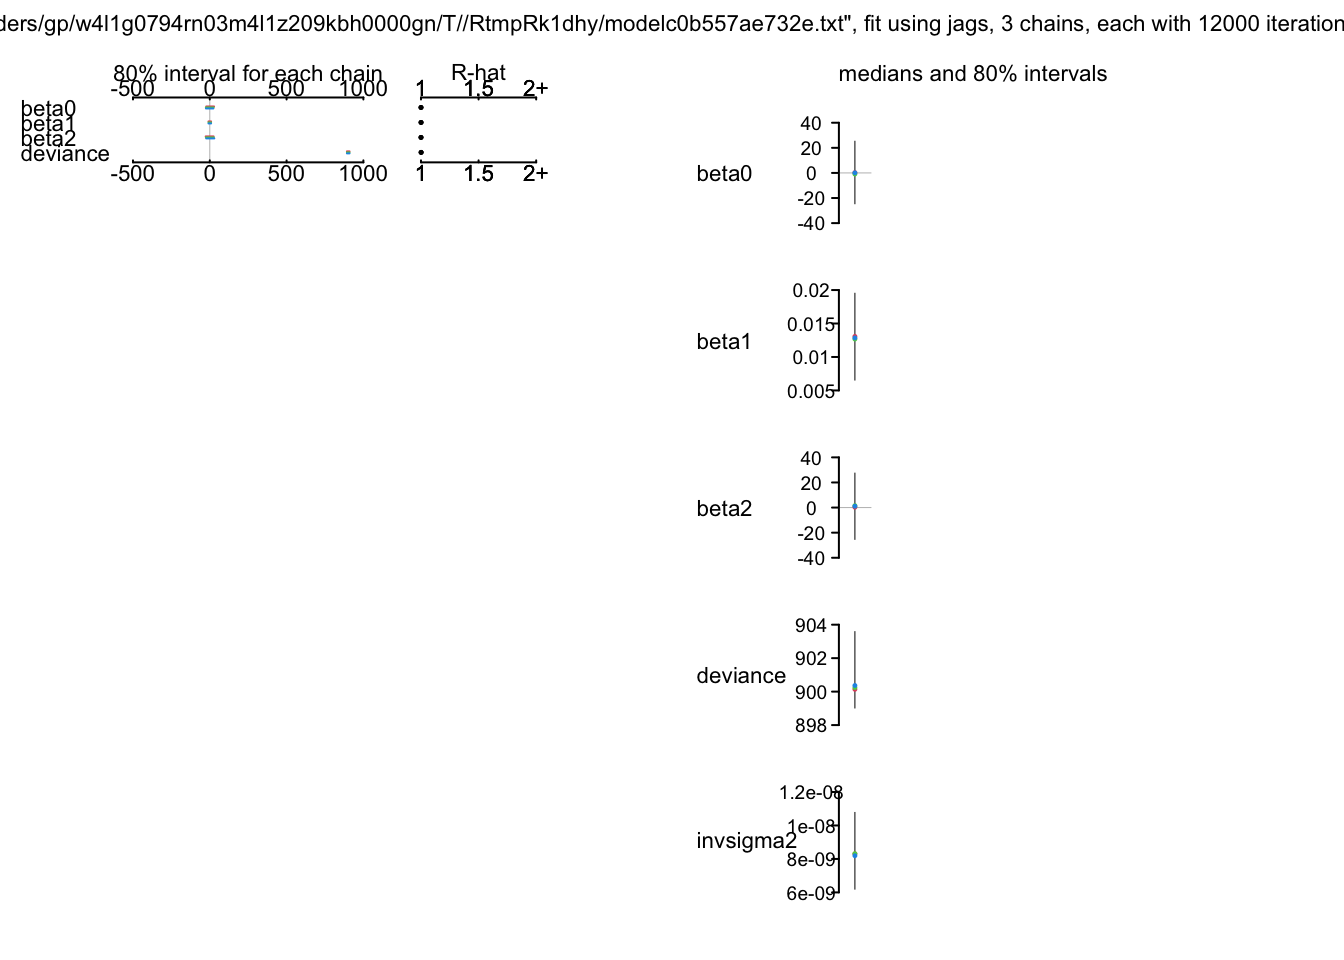 ders/gp/w4l1g0794rn03m4l1z209kbh0000gn/T//RtmpRk1dhy/modelc0b557ae732e.txt", fit using jags, 3 chains, each with 12000 iteration
80% interval for each chain R-hat
-500 0 500 1000 1 1.5 2+
beta0
beta1
beta2
deviance
-500 0 500 1000 1 1.5 2+
medians and 80% intervals
beta0
40
20
0
-20
-40
beta1
0.02
0.015
0.01
0.005
beta2
40
20
0
-20
-40
deviance
904
902
900
898
invsigma2
1.2e-08
1e-08
8e-09
6e-09